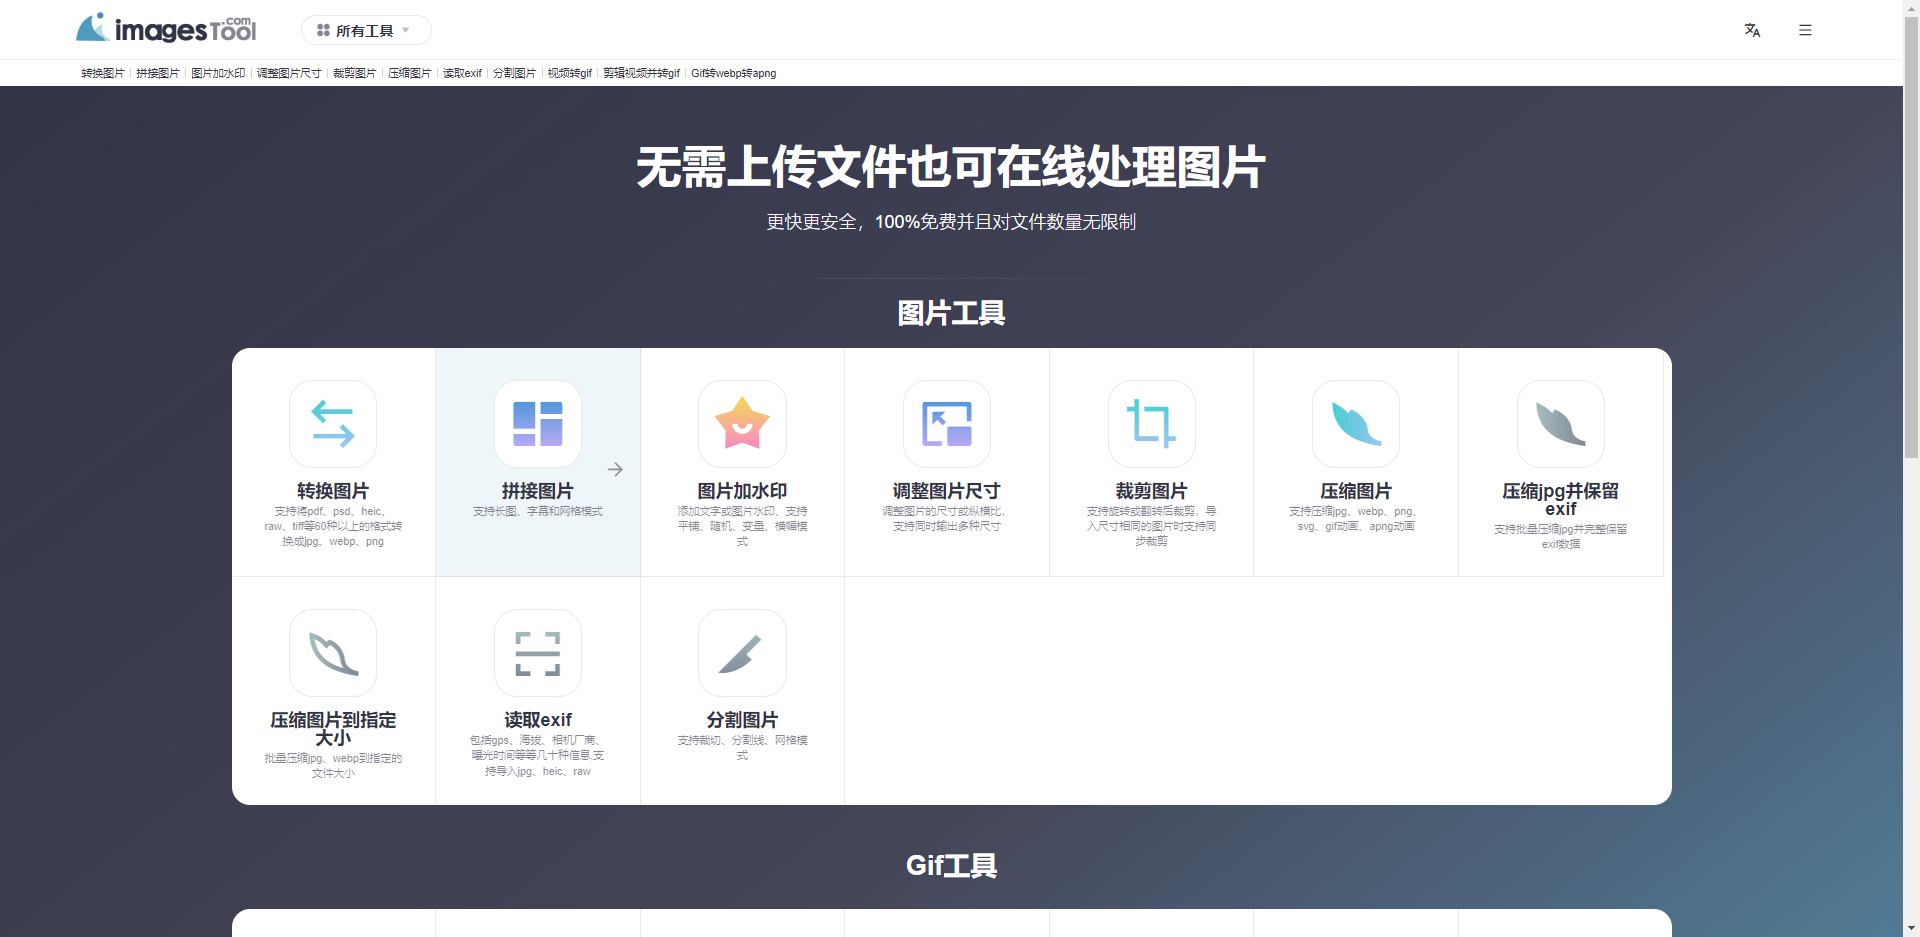 imagesTool.com
所有工具
转换图片 拼接图片 图片加水印 调整图片尺寸 裁剪图片 压缩图片 读取exif 分割图片 视频转gif 剪辑视频并转gif Gif转webp转apng
无需上传文件也可在线处理图片
更快更安全，100%免费并且对文件数量无限制
图片工具
转换图片
支持将pdf、psd、heic、
raw、tiff等60种以上的格式转
换成jpg、webp、png
拼接图片
支持长图、字幕和网格模式
图片加水印
添加文字或图片水印、支持
平铺、随机、变量、横幅模
式
调整图片尺寸
调整图片的尺寸或纵横比，
支持同时输出多种尺寸
裁剪图片
支持旋转或翻转后裁剪，导
入尺寸相同的图片时支持同
步裁剪
压缩图片
支持压缩jpg、webp、png、
svg、gif动画、apng动画
压缩jpg并保留
exif
支持批量压缩jpg并完整保留
exif数据
压缩图片到指定
大小
批量压缩jpg、webp到指定的
文件大小
读取exif
包括gps、海拔、相机厂商、
曝光时间等等几十种信息,支
持导入jpg、heic、raw
分割图片
支持裁切、分割线、网格模
式
Gif工具